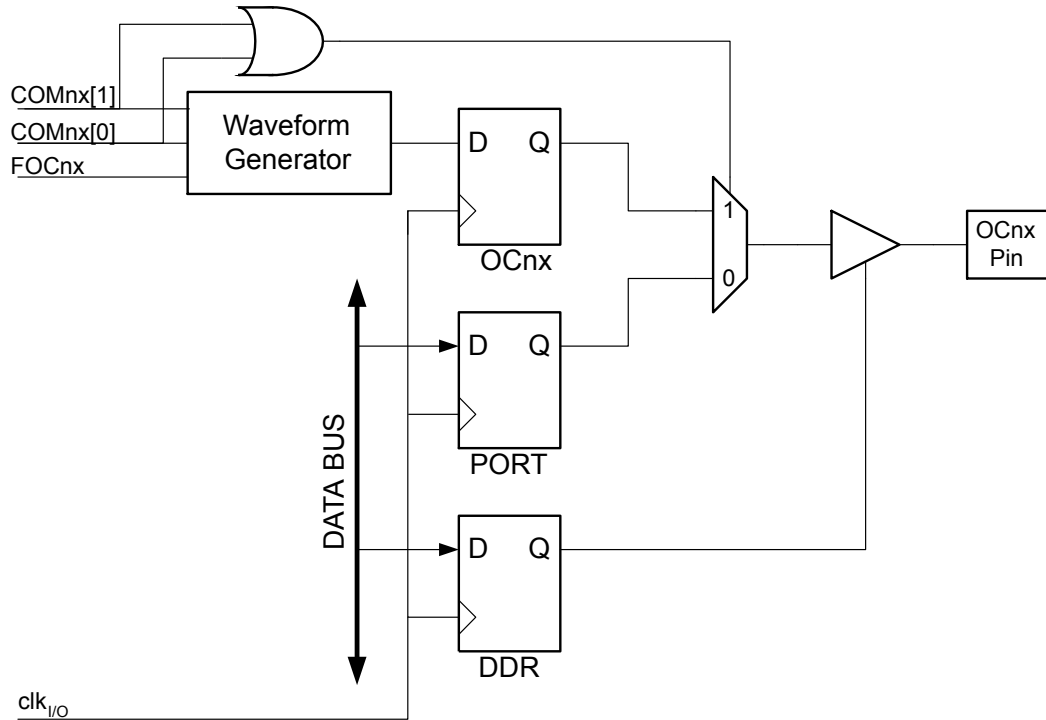 COMnx[1]
COMnx[0]
FOCnx
Waveform
Generator
D Q
OCnx
1
0
OCnx
Pin
DATA BUS
D Q
PORT
D Q
DDR
clkI/O